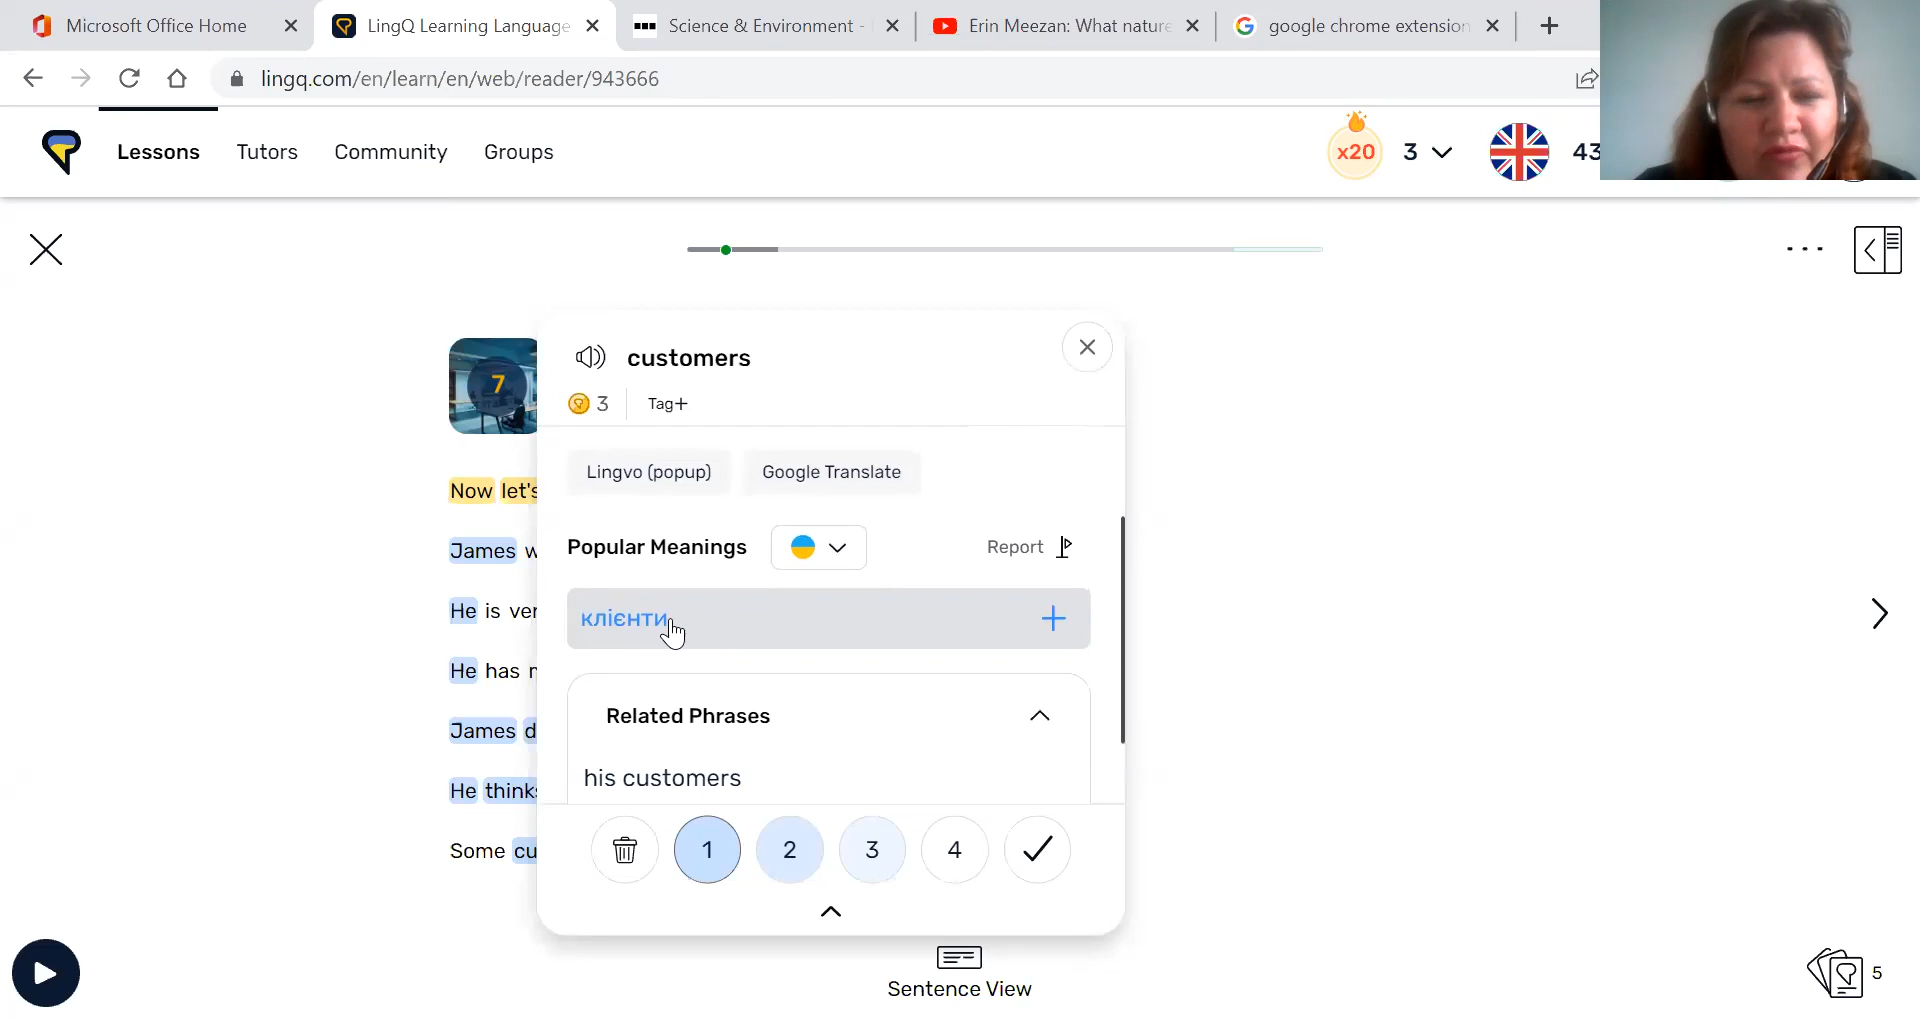 Microsoft Office Home
LingQ Learning Language
Science & Environment -
Erin Meezan: What nature
google chrome extension
lingq.com/en/learn/en/web/reader/943666
Lessons Tutors Community Groups
x20 3 43
7
customers
3 Tag+
Lingvo (popup) Google Translate
Popular Meanings Report
клієнти
Related Phrases
his customers
1 2 3 4
Now let's
James w
He is ver
He has
James d
He thinks
Some cu
Sentence View
5